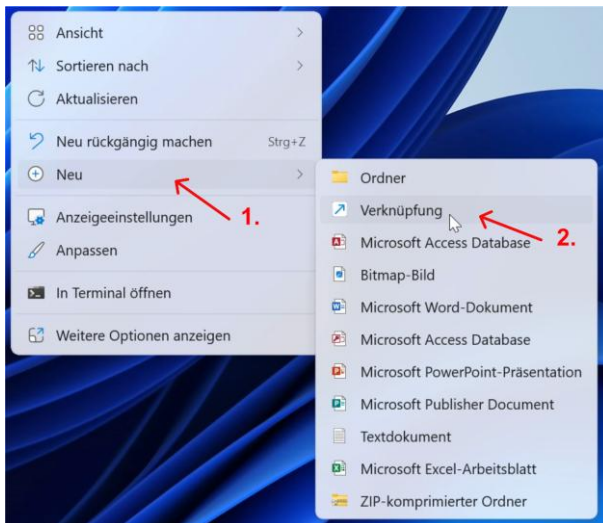 Ansicht
Sortieren nach
Aktualisieren
Neu rückgängig machen Strg+Z
Neu
Anzeigeeinstellungen
1.
Anpassen
In Terminal öffnen
Weitere Optionen anzeigen
Ordner
Verknüpfung
2.
Microsoft Access Database
Bitmap-Bild
Microsoft Word-Dokument
Microsoft Access Database
Microsoft PowerPoint-Präsentation
Microsoft Publisher Document
Textdokument
Microsoft Excel-Arbeitsblatt
ZIP-komprimierter Ordner